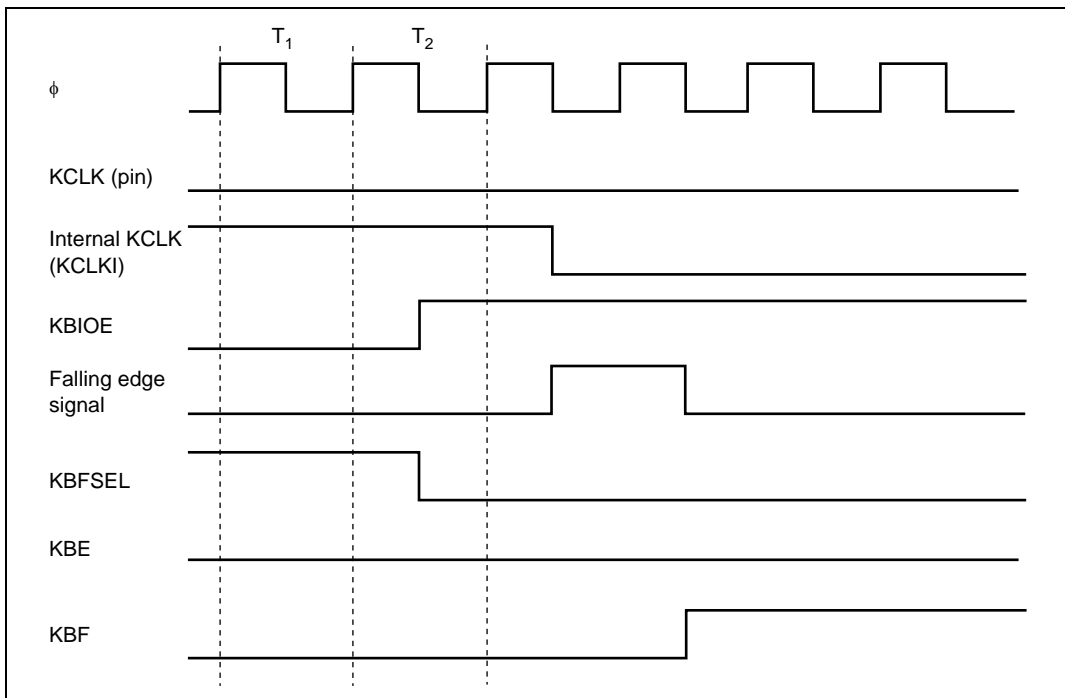 T₁ T₂
φ
KCLK (pin)
Internal KCLK
(KCLKI)
KBIOE
Falling edge
signal
KBFSEL
KBE
KBF